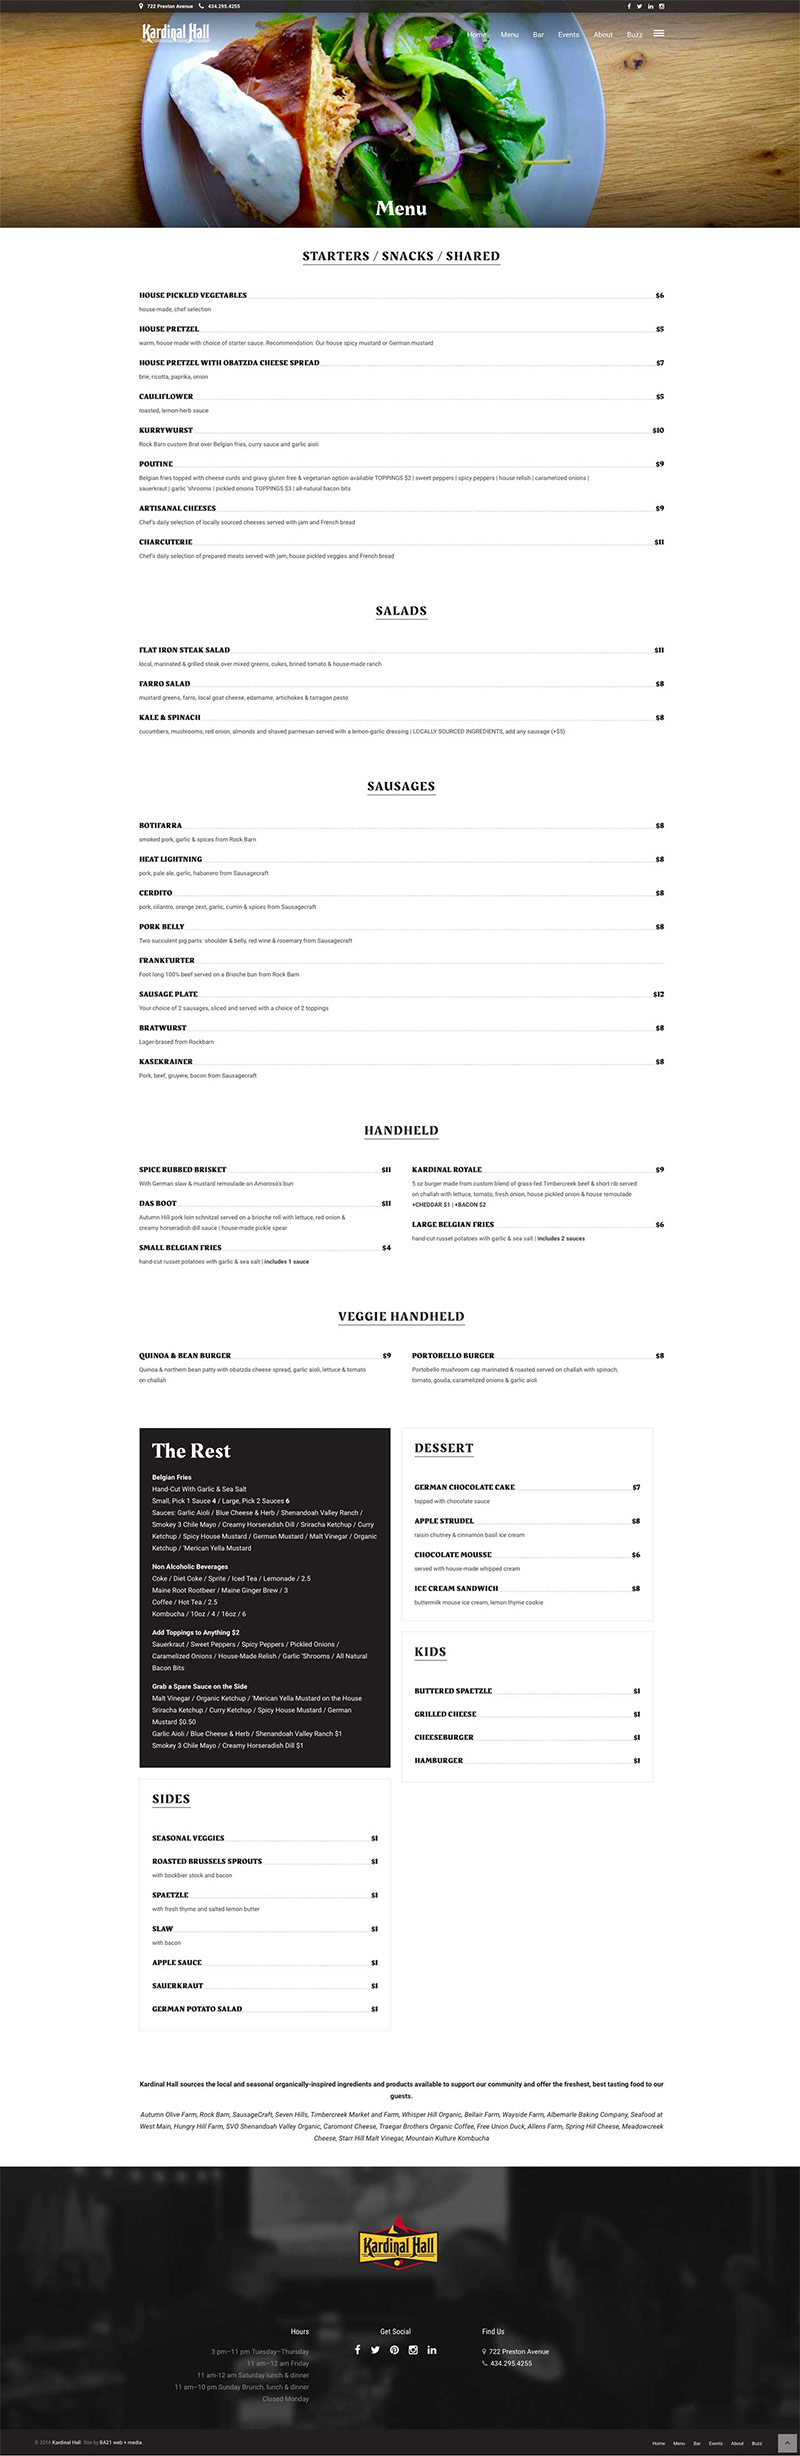 722 Preston Avenue 434.295.4255
Kardinal Hall
Home Menu Bar Events About Buzz
Menu
STARTERS / SNACKS / SHARED
HOUSE PICKLED VEGETABLES $6
house-made, chef selection
HOUSE PRETZEL $5
warm, house made with choice of starter sauce. Recommendation: Our house spicy mustard or German mustard
HOUSE PRETZEL WITH OBATZDA CHEESE SPREAD $7
brie, ricotta, paprika, onion
CAULIFLOWER $5
roasted, lemon-herb sauce
KURRYWURST $10
Rock Barn custom Brat over Belgian fries, curry sauce and garlic aioli
POUTINE $9
Belgian fries topped with cheese curds and gravy gluten free & vegetarian option available TOPPINGS $2 | sweet peppers | spicy peppers | house relish | caramelized onions |
sauerkraut | garlic 'shrooms | pickled onions TOPPINGS $3 | all-natural bacon bits
ARTISANAL CHEESES $9
Chef's daily selection of locally sourced cheeses served with jam and French bread
CHARCUTERIE $11
Chef's daily selection of prepared meats served with jam, house pickled veggies and French bread
SALADS
FLAT IRON STEAK SALAD $11
local, marinated & grilled steak over mixed greens, cukes, brined tomato & house-made ranch
FARRO SALAD $8
mustard greens, farro, local goat cheese, edamame, artichokes & tarragon pesto
KALE & SPINACH $8
cucumbers, mushrooms, red onion, almonds and shaved parmesan served with a lemon-garlic dressing | LOCALLY SOURCED INGREDIENTS, add any sausage (+$5)
SAUSAGES
BOTIFARRA $8
smoked pork, garlic & spices from Rock Barn
HEAT LIGHTNING $8
pork, pale ale, garlic, habanero from Sausagecraft
CERDITO $8
pork, cilantro, orange zest, garlic, cumin & spices from Sausagecraft
PORK BELLY $8
Two succulent pig parts: shoulder & belly, red wine & rosemary from Sausagecraft
FRANKFURTER
Foot long 100% beef served on a Brioche bun from Rock Barn
SAUSAGE PLATE $12
Your choice of 2 sausages, sliced and served with a choice of 2 toppings
BRATWURST $8
Lager-brased from Rockbarn
KASEKRAINER $8
Pork, beef, gruyere, bacon from Sausagecraft
HANDHELD
SPICE RUBBED BRISKET $11
With German slaw & mustard remoulade on Amoroso's bun
DAS BOOT $11
Autumn Hill pork loin schnitzel served on a brioche roll with lettuce, red onion &
creamy horseradish dill sauce | house-made pickle spear
SMALL BELGIAN FRIES $4
hand-cut russet potatoes with garlic & sea salt | includes 1 sauce
KARDINAL ROYALE $9
5 oz burger made from custom blend of grass-fed Timbercreek beef & short rib served
on challah with lettuce, tomato, fresh onion, house pickled onion & house remoulade
+CHEDDAR $1 | +BACON $2
LARGE BELGIAN FRIES $6
hand-cut russet potatoes with garlic & sea salt | includes 2 sauces
VEGGIE HANDHELD
QUINOA & BEAN BURGER $9
Quinoa & northern bean patty with obatzda cheese spread, garlic aioli, lettuce & tomato
on challah
PORTOBELLO BURGER $8
Portobello mushroom cap marinated & roasted served on challah with spinach,
tomato, gouda, caramelized onions & garlic aioli
The Rest
Belgian Fries
Hand-Cut With Garlic & Sea Salt
Small, Pick 1 Sauce 4 / Large, Pick 2 Sauces 6
Sauces: Garlic Aioli / Blue Cheese & Herb / Shenandoah Valley Ranch /
Smokey 3 Chile Mayo / Creamy Horseradish Dill / Sriracha Ketchup / Curry
Ketchup / Spicy House Mustard / German Mustard / Malt Vinegar / Organic
Ketchup / 'Merican Yella Mustard
Non Alcoholic Beverages
Coke / Diet Coke / Sprite / Iced Tea / Lemonade / 2.5
Maine Root Rootbeer / Maine Ginger Brew / 3
Coffee / Hot Tea / 2.5
Kombucha / 10oz / 4 / 16oz / 6
Add Toppings to Anything $2
Sauerkraut / Sweet Peppers / Spicy Peppers / Pickled Onions /
Caramelized Onions / House-Made Relish / Garlic 'Shrooms / All Natural
Bacon Bits
Grab a Spare Sauce on the Side
Malt Vinegar / Organic Ketchup / 'Merican Yella Mustard on the House
Sriracha Ketchup / Curry Ketchup / Spicy House Mustard / German
Mustard $0.50
Garlic Aioli / Blue Cheese & Herb / Shenandoah Valley Ranch $1
Smokey 3 Chile Mayo / Creamy Horseradish Dill $1
DESSERT
GERMAN CHOCOLATE CAKE $7
topped with chocolate sauce
APPLE STRUDEL $8
raisin chutney & cinnamon basil ice cream
CHOCOLATE MOUSSE $6
served with house-made whipped cream
ICE CREAM SANDWICH $8
buttermilk mouse ice cream, lemon thyme cookie
KIDS
BUTTERED SPAETZLE $1
GRILLED CHEESE $1
CHEESEBURGER $1
HAMBURGER $1
SIDES
SEASONAL VEGGIES $1
ROASTED BRUSSELS SPROUTS $1
with bockbier stock and bacon
SPAETZLE $1
with fresh thyme and salted lemon butter
SLAW $1
with bacon
APPLE SAUCE $1
SAUERKRAUT $1
GERMAN POTATO SALAD $1
Kardinal Hall sources the local and seasonal organically-inspired ingredients and products available to support our community and offer the freshest, best tasting food to our
guests.
Autumn Olive Farm, Rock Barn, SausageCraft, Seven Hills, Timbercreek Market and Farm, Whisper Hill Organic, Bellair Farm, Wayside Farm, Albemarle Baking Company, Seafood at
West Main, Hungry Hill Farm, SVO Shenandoah Valley Organic, Caromont Cheese, Traegar Brothers Organic Coffee, Free Union Duck, Allens Farm, Spring Hill Cheese, Meadowcreek
Cheese, Starr Hill Malt Vinegar, Mountain Kulture Kombucha
Kardinal Hall
Hours
3 pm–11 pm Tuesday–Thursday
11 am–12 am Friday
11 am-12 am Saturday lunch & dinner
11 am–10 pm Sunday Brunch, lunch & dinner
Closed Monday
Get Social
Find Us
722 Preston Avenue
434.295.4255
© 2016 Kardinal Hall. Site by BA21 web + media.
Home Menu Bar Events About Buzz